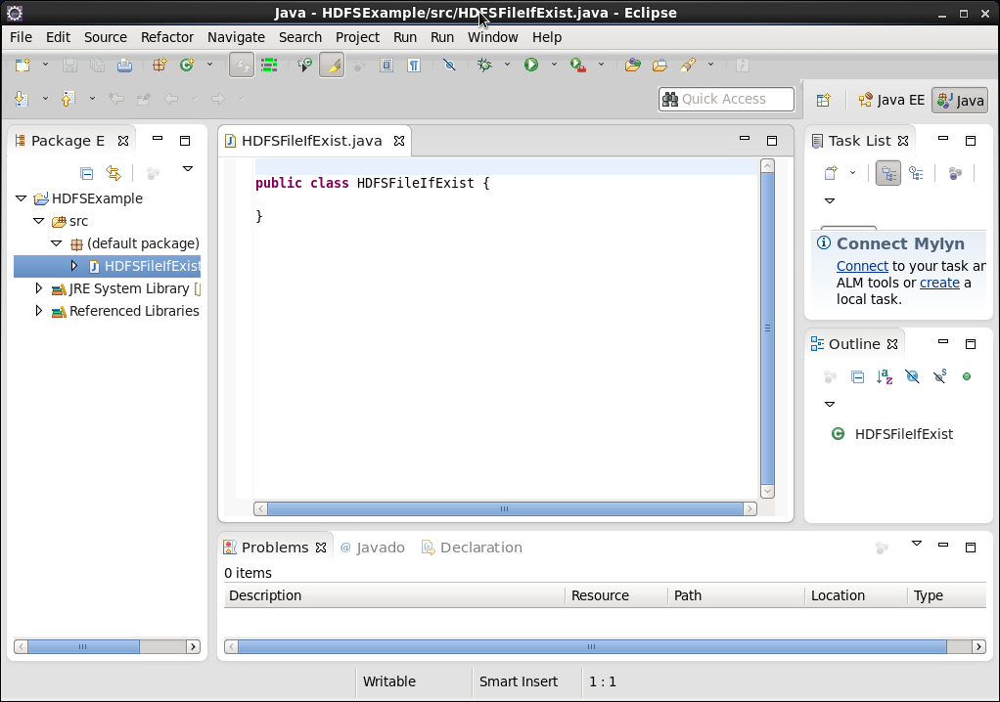 Java - HDFSExample/src/HDFSFileIfExist.java - Eclipse
File Edit Source Refactor Navigate Search Project Run Run Window Help
Quick Access
Java EE
Java
Package E
HDFSExample
src
(default package)
HDFSFileIfExist
JRE System Library [
Referenced Libraries
HDFSFileIfExist.java
public class HDFSFileIfExist {
}
Task List
Connect Mylyn
Connect to your task ar
ALM tools or create a
local task.
Outline
HDFSFileIfExist
Problems @ Javado Declaration
0 items
Description Resource Path Location Type
Writable Smart Insert 1 : 1